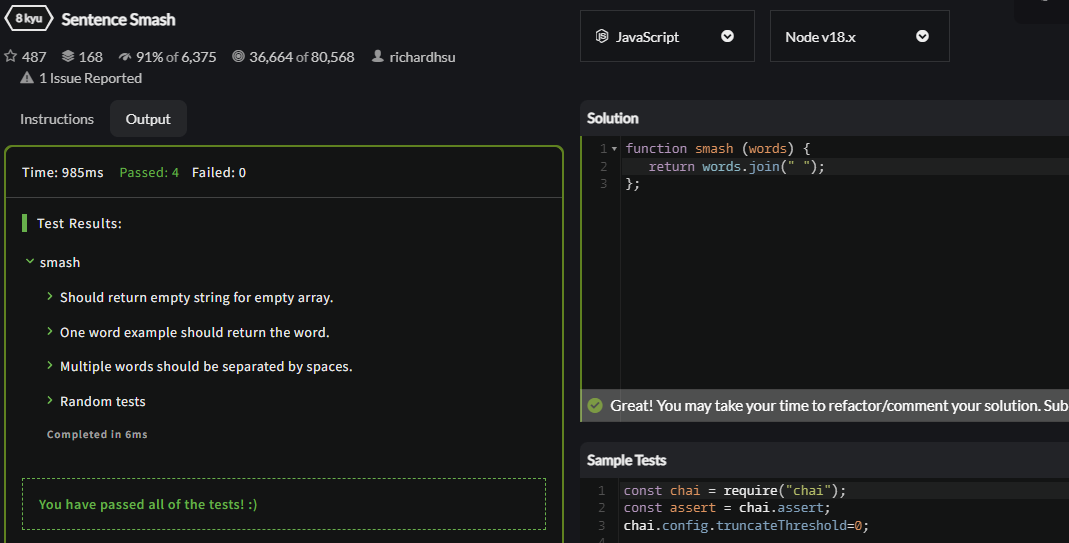 8 kyu Sentence Smash
487 168 91% of 6,375 36,664 of 80,568 richardhsu
1 Issue Reported
Instructions Output
Time: 985ms Passed: 4 Failed: 0
Test Results:
smash
Should return empty string for empty array.
One word example should return the word.
Multiple words should be separated by spaces.
Random tests
Completed in 6ms
You have passed all of the tests! :)
JavaScript Node v18.x
Solution
1 function smash (words) {
2 return words.join(" ");
3 };
Great! You may take your time to refactor/comment your solution. Sub
Sample Tests
1 const chai = require("chai");
2 const assert = chai.assert;
3 chai.config.truncateThreshold=0;